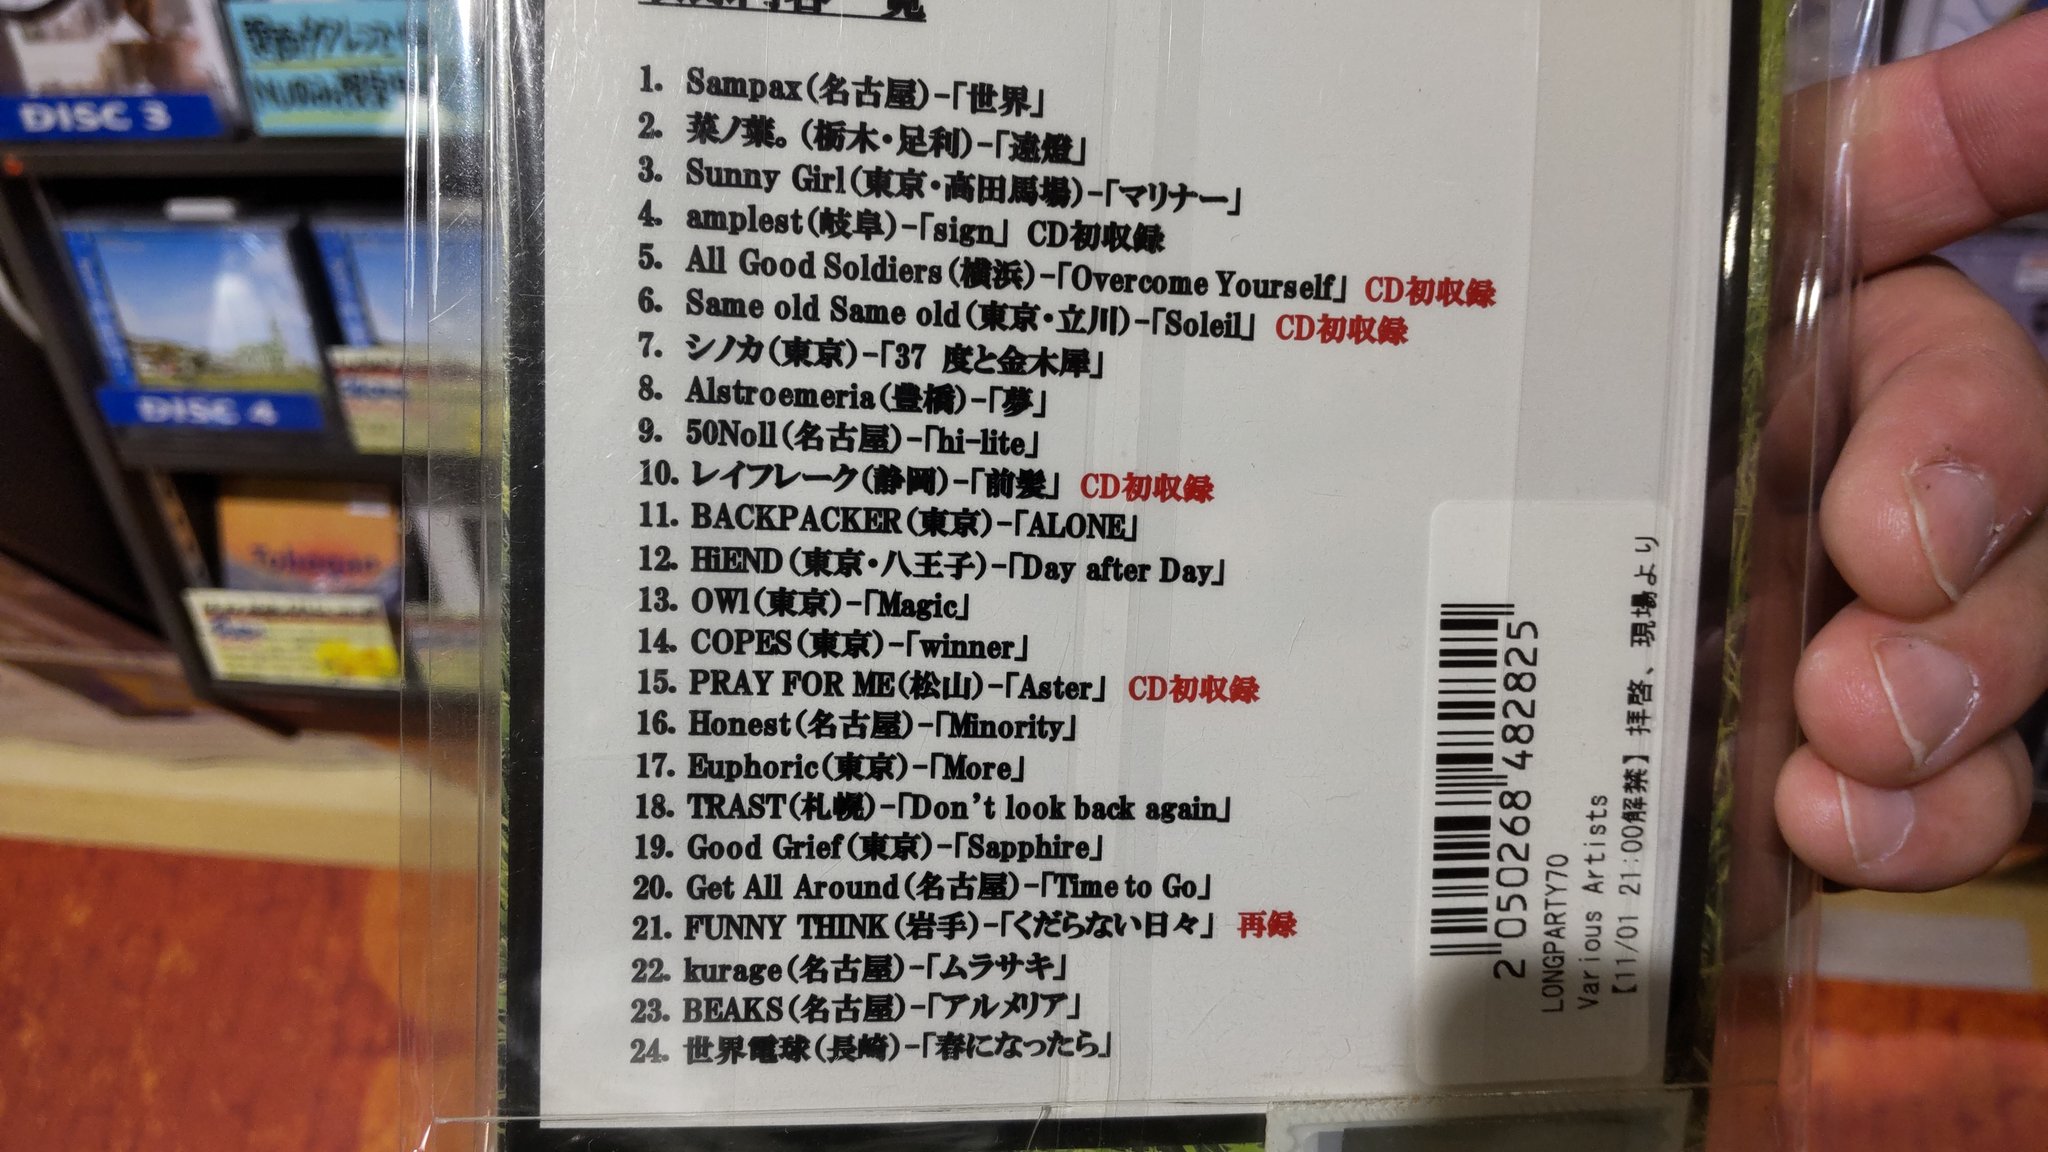 覧
1. Sampax(名古屋)-「世界」
2. 菜ノ葉。(栃木・足利)-「遠燈」
3. Sunny Girl(東京・高田馬場)-「マリナー」
4. amplest(岐阜)-「sign」 CD初収録
5. All Good Soldiers(横浜)-「Overcome Yourself」 CD初収録
6. Same old Same old(東京・立川)-「Soleil」 CD初収録
7. シノカ(東京)-「37 度と金木犀」
8. Alstroemeria(豊橋)-「夢」
9. 50Noll(名古屋)-「hi-lite」
10. レイフレーク(静岡)-「前髪」 CD初収録
11. BACKPACKER(東京)-「ALONE」
12. HiEND(東京・八王子)-「Day after Day」
13. OWl(東京)-「Magic」
14. COPES(東京)-「winner」
15. PRAY FOR ME(松山)-「Aster」 CD初収録
16. Honest(名古屋)-「Minority」
17. Euphoric(東京)-「More」
18. TRAST(札幌)-「Don't look back again」
19. Good Grief(東京)-「Sapphire」
20. Get All Around(名古屋)-「Time to Go」
21. FUNNY THINK(岩手)-「くだらない日々」 再録
22. kurage(名古屋)-「ムラサキ」
23. BEAKS(名古屋)-「アルメリア」
24. 世界電球(長崎)-「春になったら」
2 050268 482825
LONGPARTY70
Various Artists
【11/01 21:00解禁】拝啓、現場より
DISC 3
DISC 4